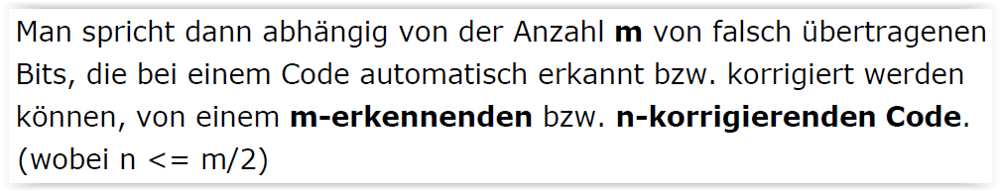 Man spricht dann abhängig von der Anzahl m von falsch übertragenen
Bits, die bei einem Code automatisch erkannt bzw. korrigiert werden
können, von einem m-erkennenden bzw. n-korrigierenden Code.
(wobei n <= m/2)